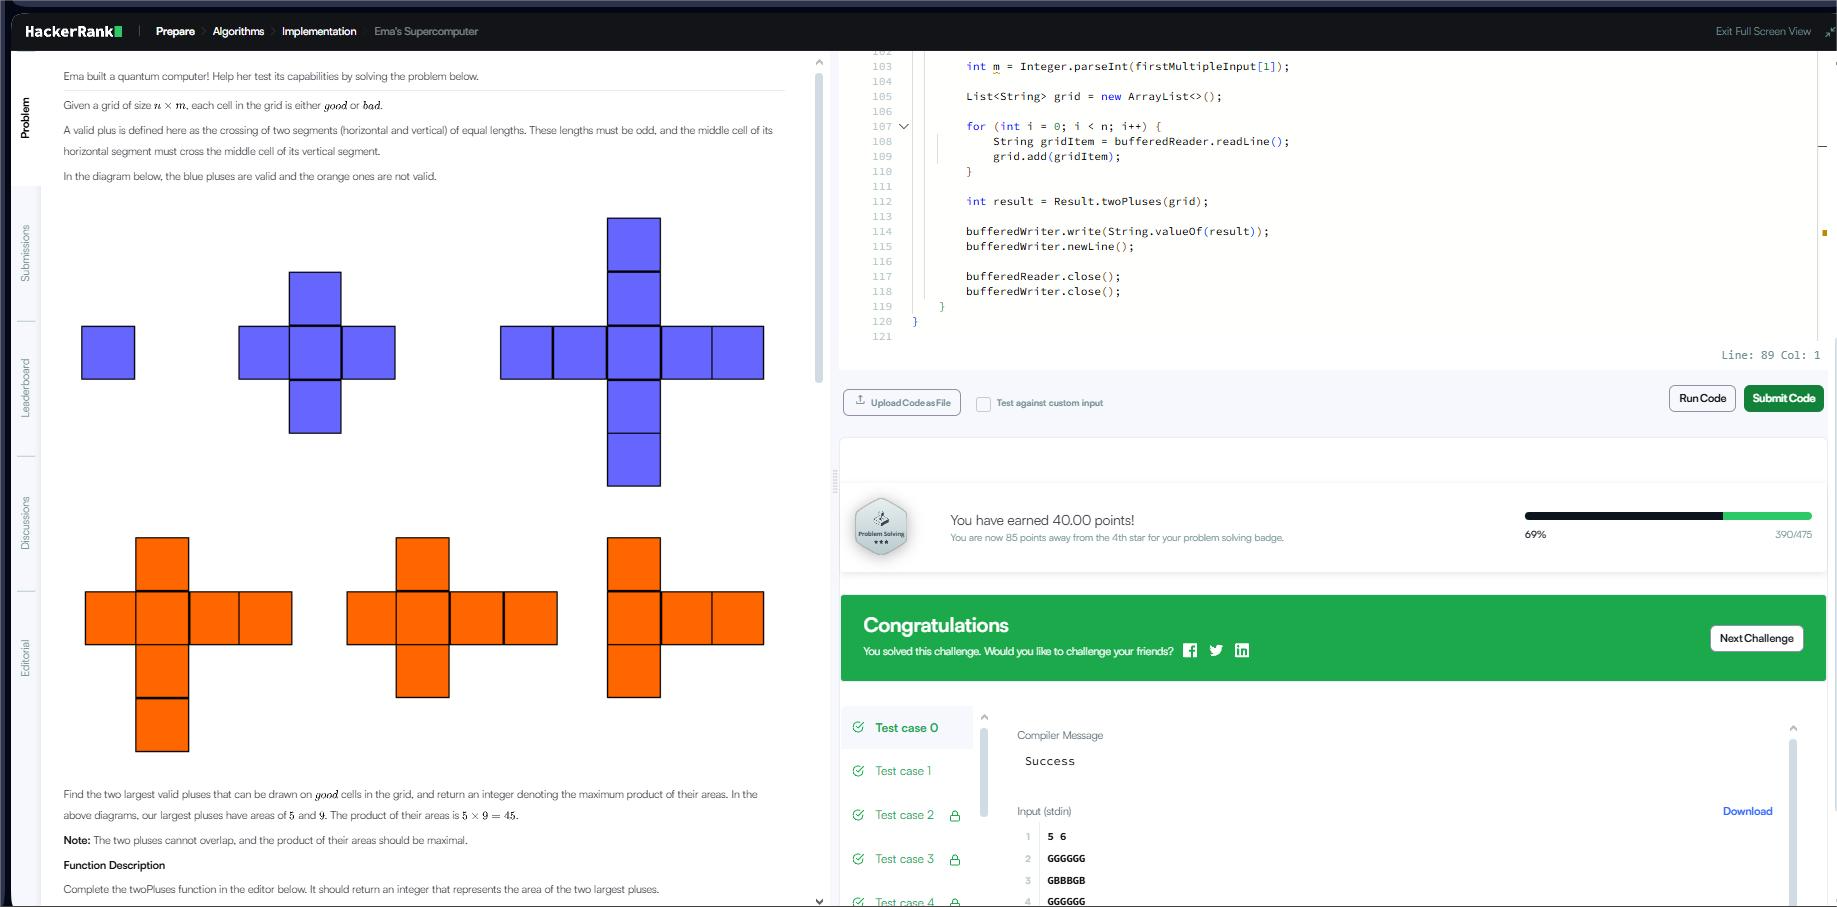 HackerRank
Prepare
Algorithms
Implementation
Ema's Supercomputer
Exit Full Screen View
Problem
Submissions
Leaderboard
Discussions
Editorial
Ema built a quantum computer! Help her test its capabilities by solving the problem below.
Given a grid of size n × m, each cell in the grid is either good or bad.
A valid plus is defined here as the crossing of two segments (horizontal and vertical) of equal lengths. These lengths must be odd, and the middle cell of its
horizontal segment must cross the middle cell of its vertical segment.
In the diagram below, the blue pluses are valid and the orange ones are not valid.
Find the two largest valid pluses that can be drawn on good cells in the grid, and return an integer denoting the maximum product of their areas. In the
above diagrams, our largest pluses have areas of 5 and 9. The product of their areas is 5 × 9 = 45.
Note: The two pluses cannot overlap, and the product of their areas should be maximal.
Function Description
Complete the twoPluses function in the editor below. It should return an integer that represents the area of the two largest pluses.
102
103 int m = Integer.parseInt(firstMultipleInput[1]);
104
105 List<String> grid = new ArrayList<>();
106
107 for (int i = 0; i < n; i++) {
108 String gridItem = bufferedReader.readLine();
109 grid.add(gridItem);
110 }
111
112 int result = Result.twoPluses(grid);
113
114 bufferedWriter.write(String.valueOf(result));
115 bufferedWriter.newLine();
116
117 bufferedReader.close();
118 bufferedWriter.close();
119 }
120 }
121
Line: 89 Col: 1
Upload Code as File
Test against custom input
Run Code
Submit Code
Problem Solving
You have earned 40.00 points!
You are now 85 points away from the 4th star for your problem solving badge.
69%
390/475
Congratulations
You solved this challenge. Would you like to challenge your friends?
Next Challenge
Test case 0
Test case 1
Test case 2
Test case 3
Test case 4
Compiler Message
Success
Input (stdin)
Download
1 5 6
2 GGGGGG
3 GBBBGB
4 GGGGGG